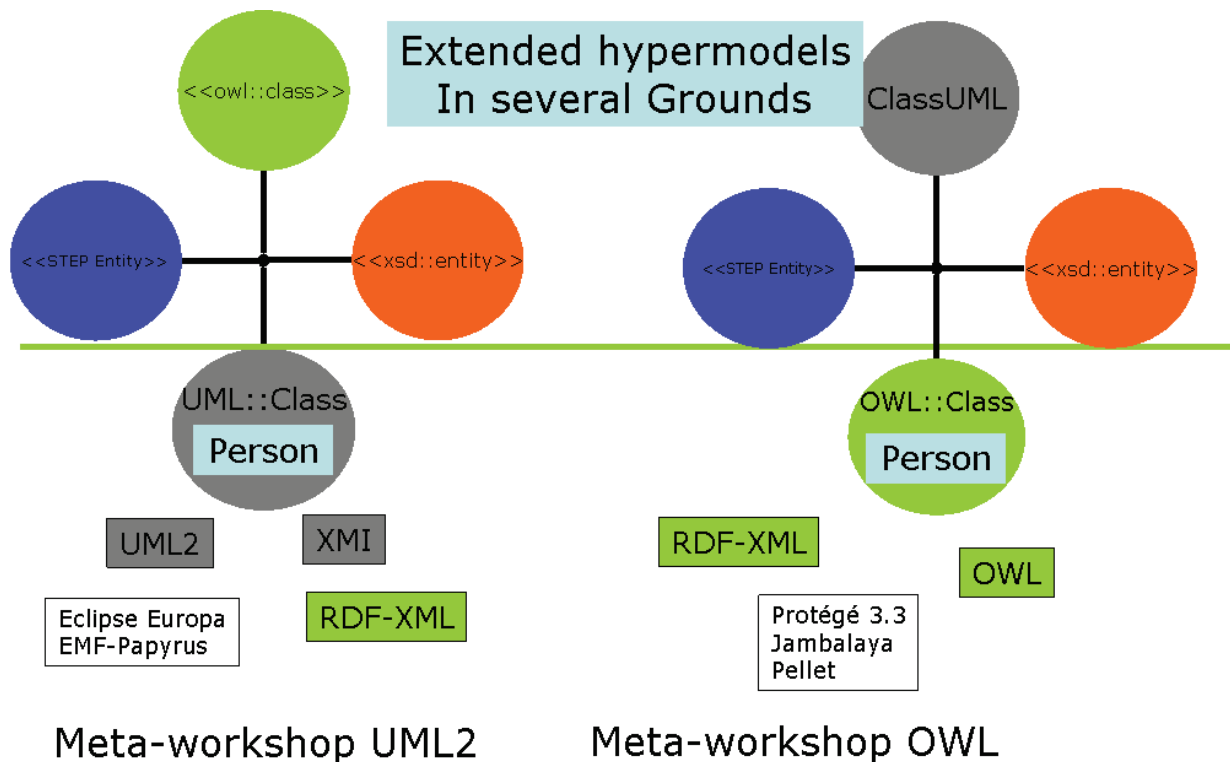 Extended hypermodels
In several Grounds
<<owl::class>>
ClassUML
<<STEP Entity>>
<<xsd::entity>>
<<STEP Entity>>
<<xsd::entity>>
UML::Class
Person
OWL::Class
Person
UML2
XMI
RDF-XML
Eclipse Europa
EMF-Papyrus
RDF-XML
OWL
Protégé 3.3
Jambalaya
Pellet
Meta-workshop UML2
Meta-workshop OWL